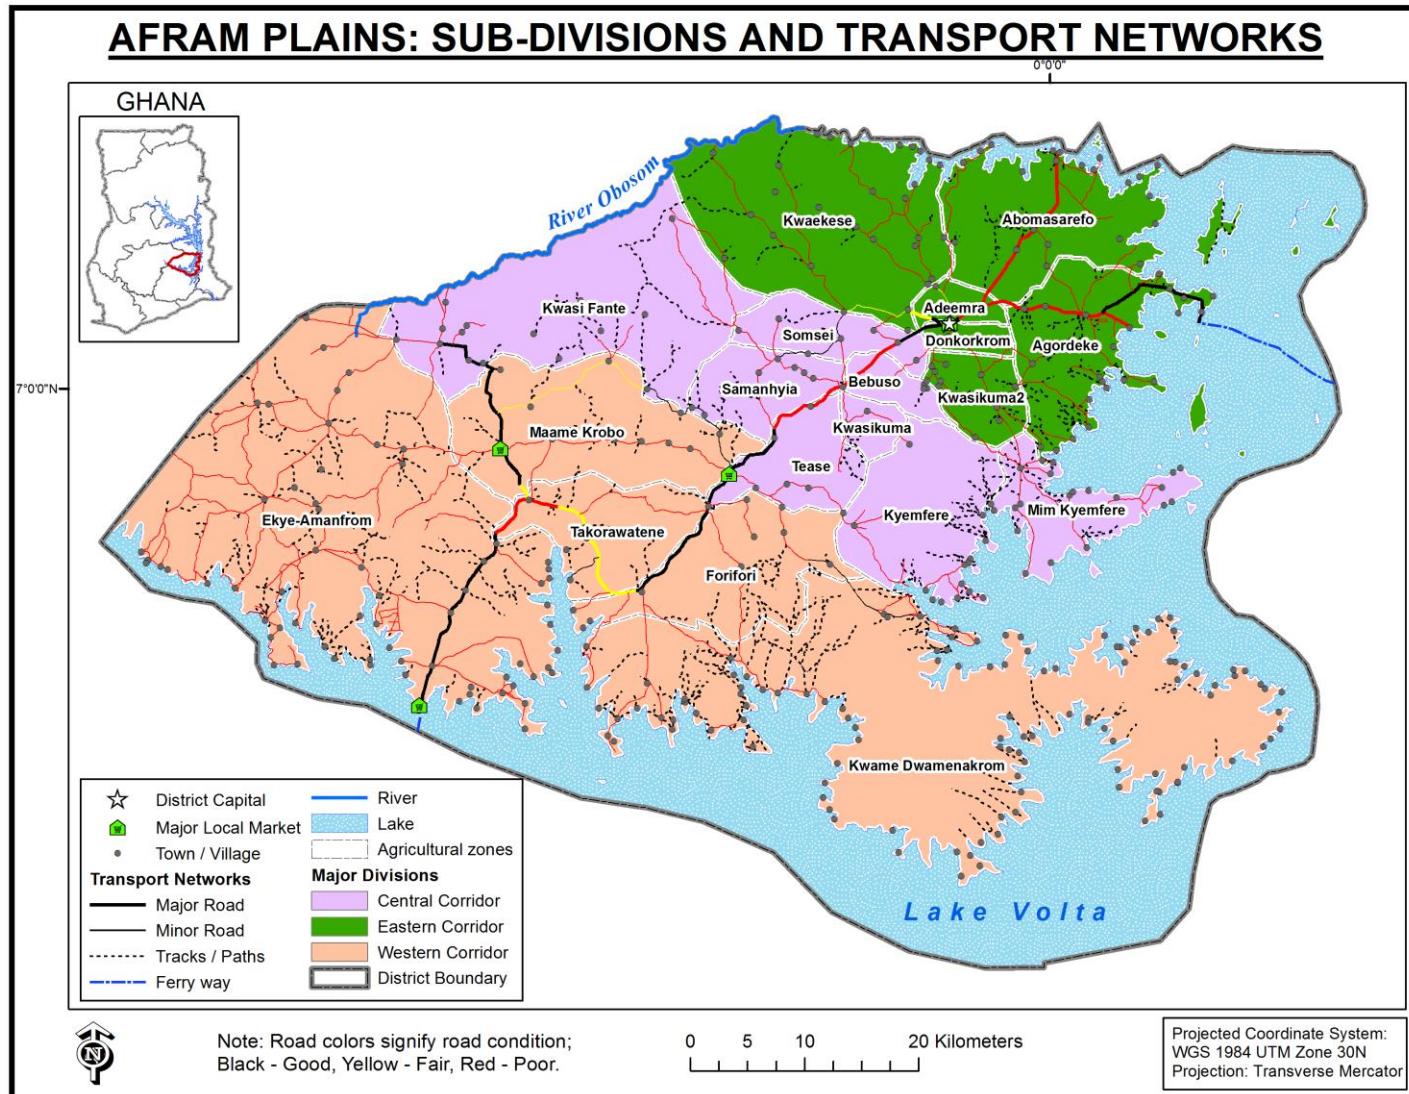 AFRAM PLAINS: SUB-DIVISIONS AND TRANSPORT NETWORKS
0°0'0"
GHANA
River Obosom
Kwaekese
Abomasarefo
Kwasi Fante
Adeemra
Somsei
Donkorkrom
Agordeke
7°0'0"N
Samanhyia
Bebuso
Kwasikuma2
Maame Krobo
Kwasikuma
Tease
Ekye-Amanfrom
Takorawatene
Kyemfere
Mim Kyemfere
Forifori
Kwame Dwamenakrom
Lake Volta
District Capital
Major Local Market
Town / Village
Transport Networks
Major Road
Minor Road
Tracks / Paths
Ferry way
River
Lake
Agricultural zones
Major Divisions
Central Corridor
Eastern Corridor
Western Corridor
District Boundary
N
Note: Road colors signify road condition;
Black - Good, Yellow - Fair, Red - Poor.
0 5 10 20 Kilometers
Projected Coordinate System:
WGS 1984 UTM Zone 30N
Projection: Transverse Mercator